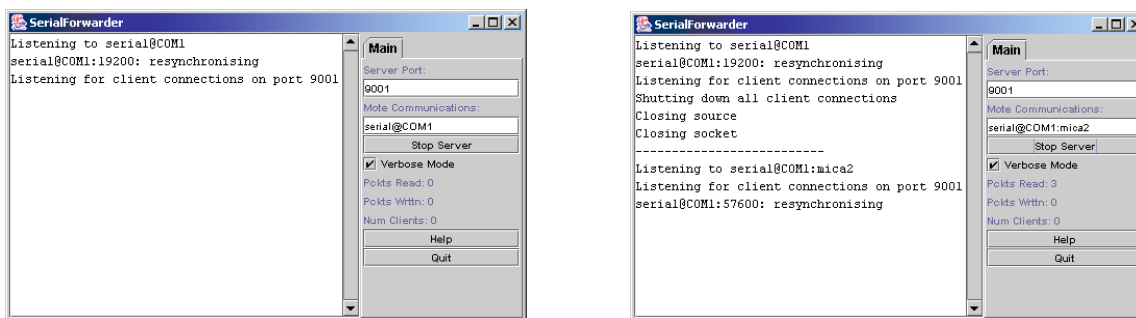 SerialForwarder
Listening to serial@COM1
serial@COM1:19200: resynchronising
Listening for client connections on port 9001
Main
Server Port:
9001
Mote Communications:
serial@COM1
Stop Server
Verbose Mode
Pckts Read: 0
Pckts Wrttn: 0
Num Clients: 0
Help
Quit
SerialForwarder
Listening to serial@COM1
serial@COM1:19200: resynchronising
Listening for client connections on port 9001
Shutting down all client connections
Closing source
Closing socket
--------------------------
Listening to serial@COM1:mica2
Listening for client connections on port 9001
serial@COM1:57600: resynchronising
Main
Server Port:
9001
Mote Communications:
serial@COM1:mica2
Stop Server
Verbose Mode
Pckts Read: 3
Pckts Wrttn: 0
Num Clients: 0
Help
Quit